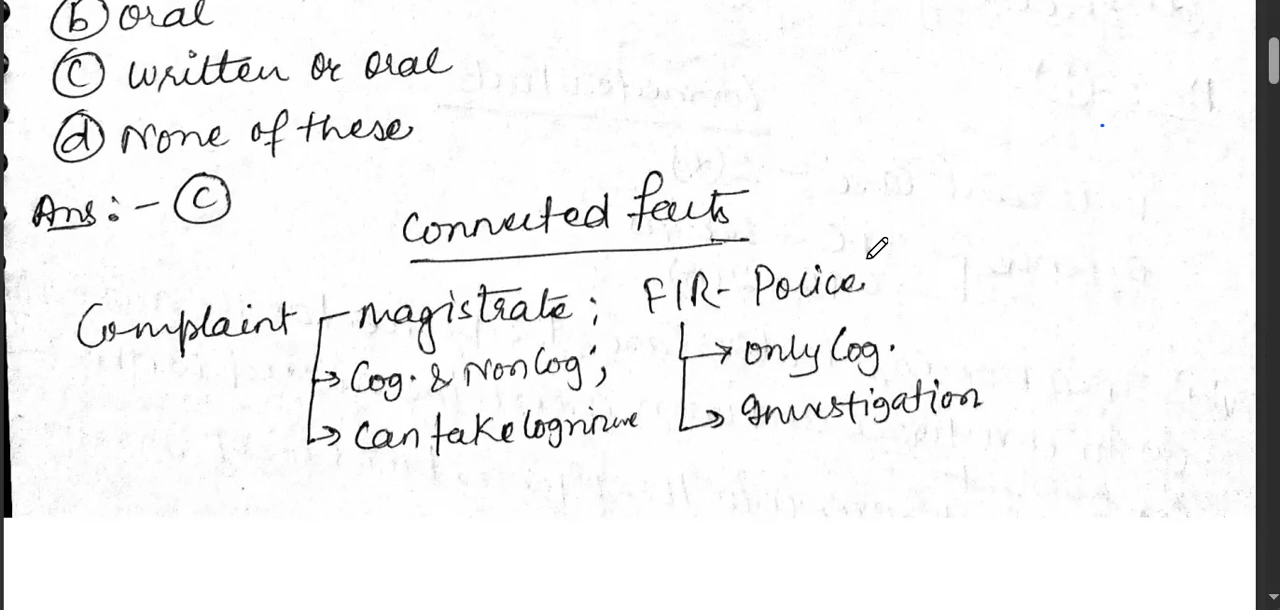 (b) oral
(c) written or oral
(d) None of these
Ans:- (c)
Connected facts
Complaint - magistrate; FIR- Police
→ Cog. & Non Cog; → only Cog.
→ Can take Cognizance → Investigation